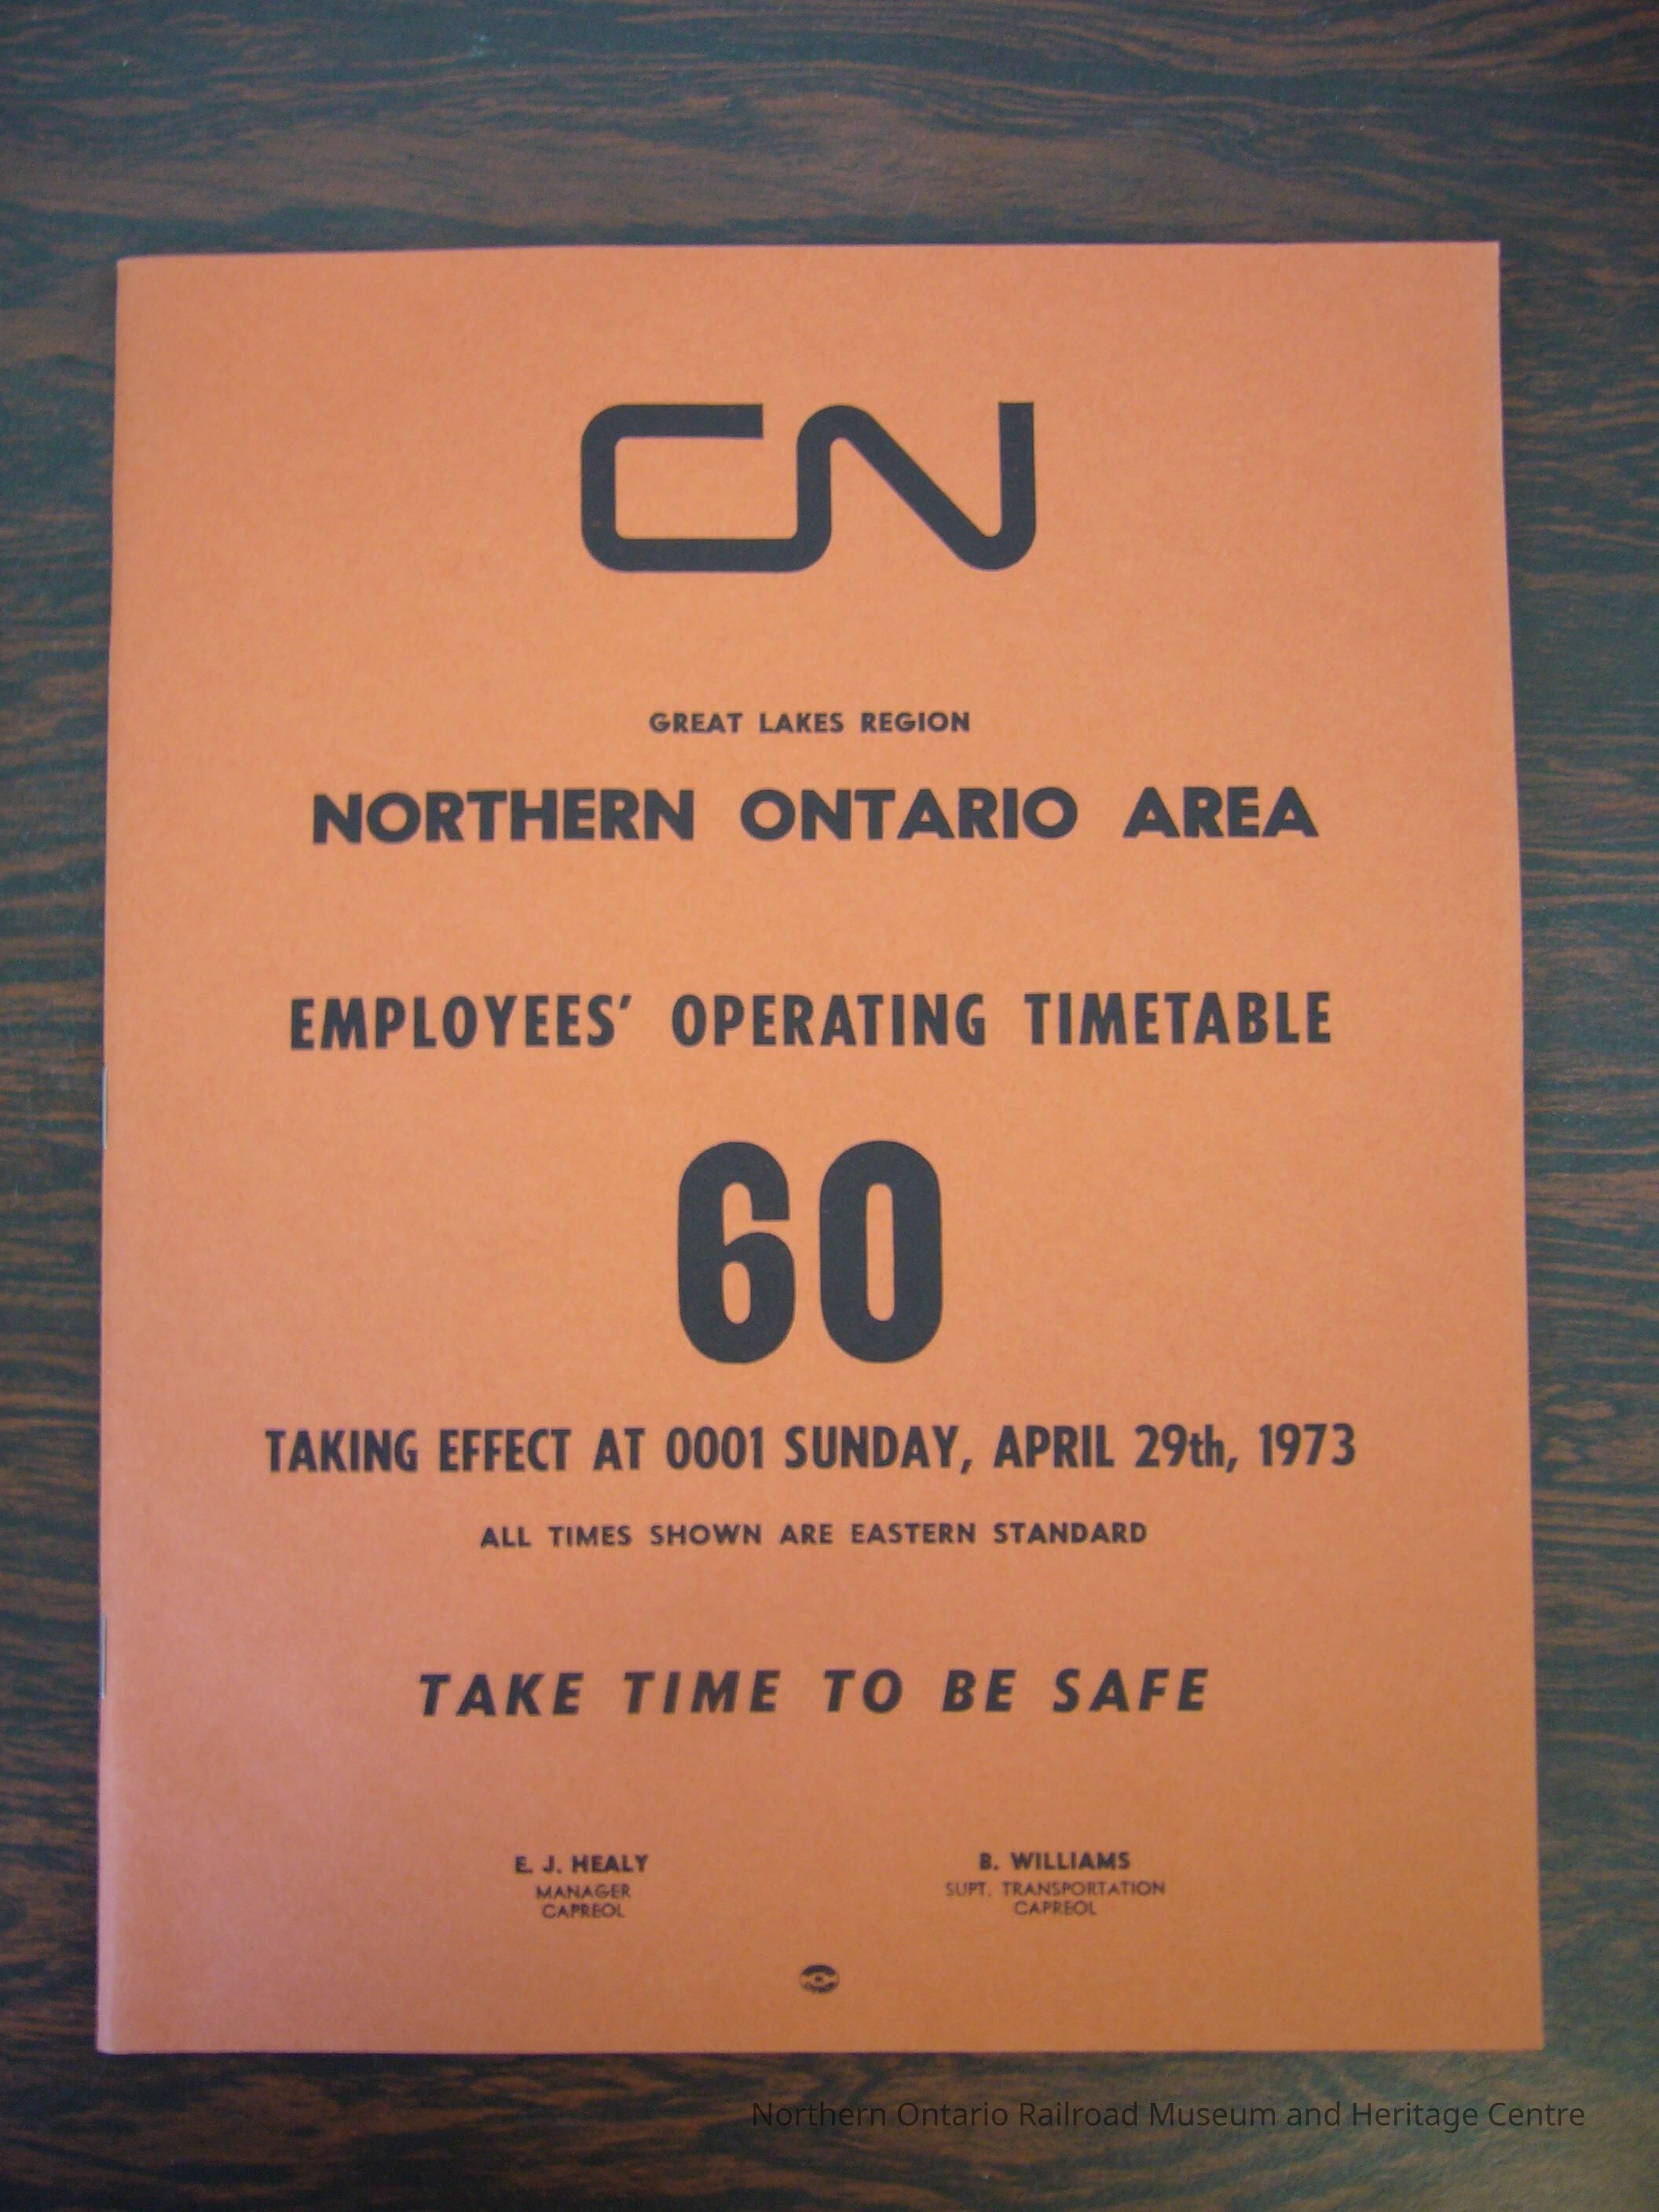 CN
GREAT LAKES REGION
NORTHERN ONTARIO AREA
EMPLOYEES' OPERATING TIMETABLE
60
TAKING EFFECT AT 0001 SUNDAY, APRIL 29th, 1973
ALL TIMES SHOWN ARE EASTERN STANDARD
TAKE TIME TO BE SAFE
E. J. HEALY
MANAGER
CAPREOL
B. WILLIAMS
SUPT. TRANSPORTATION
CAPREOL
Northern Ontario Railroad Museum and Heritage Centre